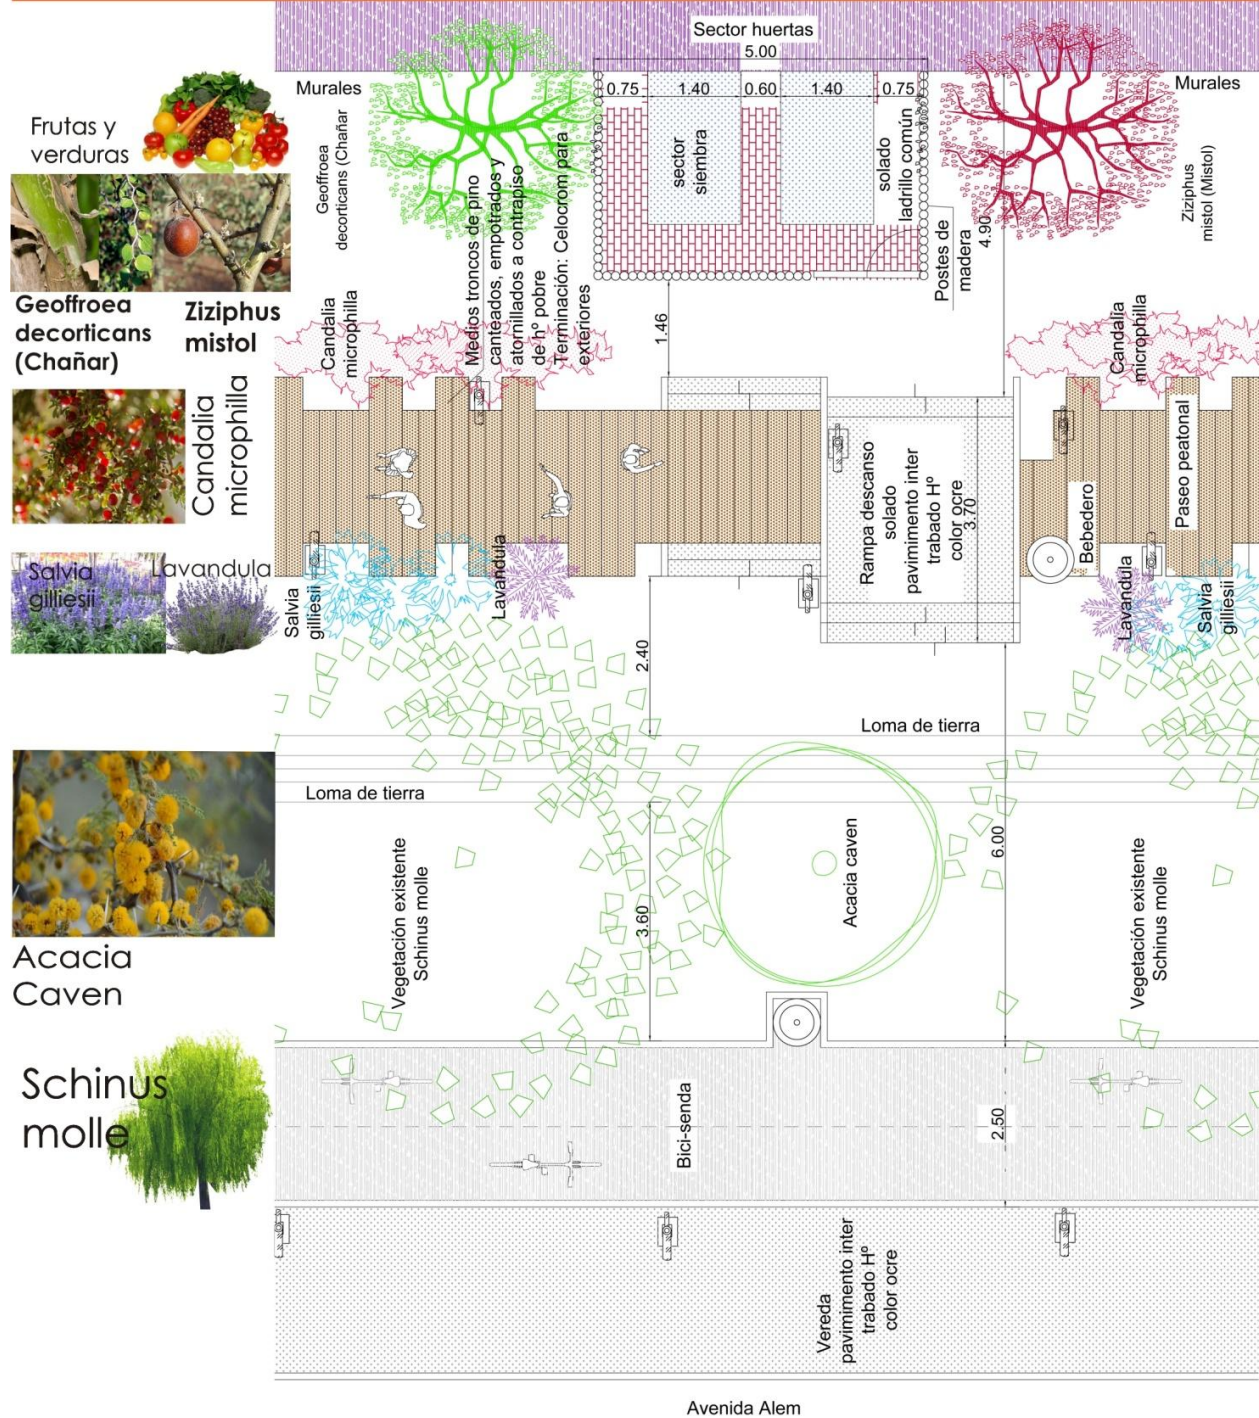 Sector huertas
5.00
Murales
Murales
0.75
1.40
0.60
1.40
0.75
Frutas y
verduras
Geoffroea
decorticans (Chañar)
sector
siembra
solado
ladrillo común
Ziziphus
mistol (Mistol)
Medios troncos de pino
canteados, empotrados y
atornillados a contrapiso
de hº pobre
Terminación: Celocrom para
exteriores
Postes de
madera
4.90
Geoffroea
decorticans
(Chañar)
Ziziphus
mistol
Candalia
microphilla
1.46
Candalia
microphilla
Candalia
microphilla
Rampa descanso
solado
pavimento inter
trabado Hº
color ocre
3.70
Bebedero
Paseo peatonal
Salvia
gilliesii
Lavandula
Salvia
gilliesii
Lavandula
Lavandula
Salvia
gilliesii
2.40
Loma de tierra
Loma de tierra
Vegetación existente
Schinus molle
3.60
Acacia caven
6.00
Vegetación existente
Schinus molle
Acacia
Caven
Schinus
molle
Bici-senda
2.50
Vereda
pavimimento inter
trabado Hº
color ocre
Avenida Alem